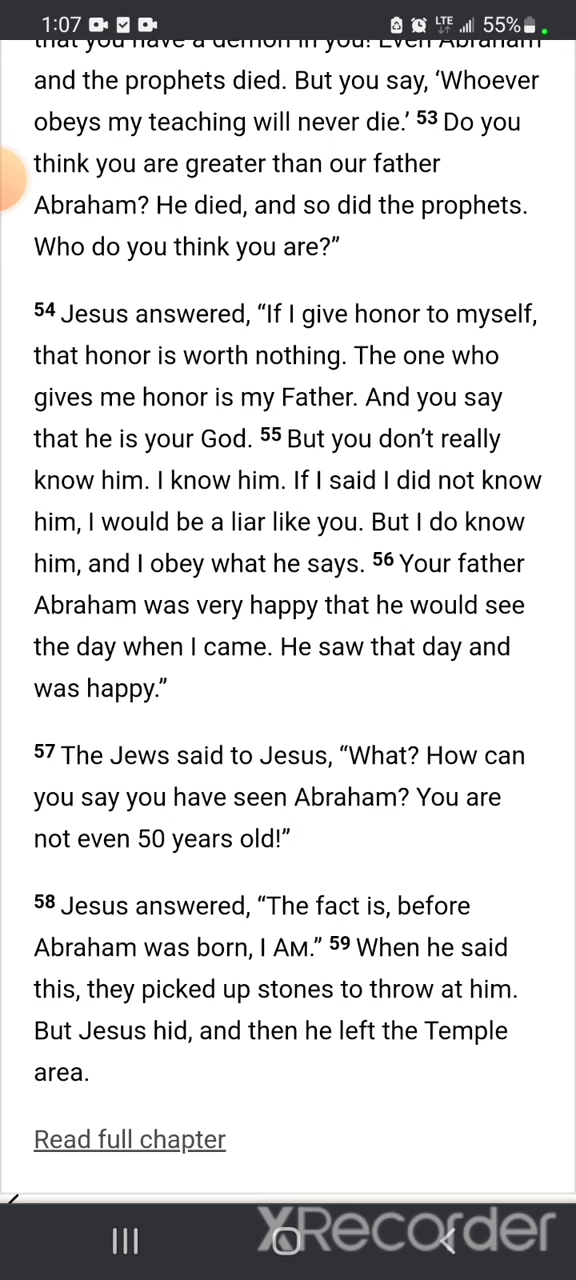 1:07 LTE 55%
that you have a demon in you! Even Abraham
and the prophets died. But you say, ‘Whoever
obeys my teaching will never die.’ 53 Do you
think you are greater than our father
Abraham? He died, and so did the prophets.
Who do you think you are?”
54 Jesus answered, “If I give honor to myself,
that honor is worth nothing. The one who
gives me honor is my Father. And you say
that he is your God. 55 But you don’t really
know him. I know him. If I said I did not know
him, I would be a liar like you. But I do know
him, and I obey what he says. 56 Your father
Abraham was very happy that he would see
the day when I came. He saw that day and
was happy.”
57 The Jews said to Jesus, “What? How can
you say you have seen Abraham? You are
not even 50 years old!”
58 Jesus answered, “The fact is, before
Abraham was born, I Am.” 59 When he said
this, they picked up stones to throw at him.
But Jesus hid, and then he left the Temple
area.
Read full chapter
XRecorder